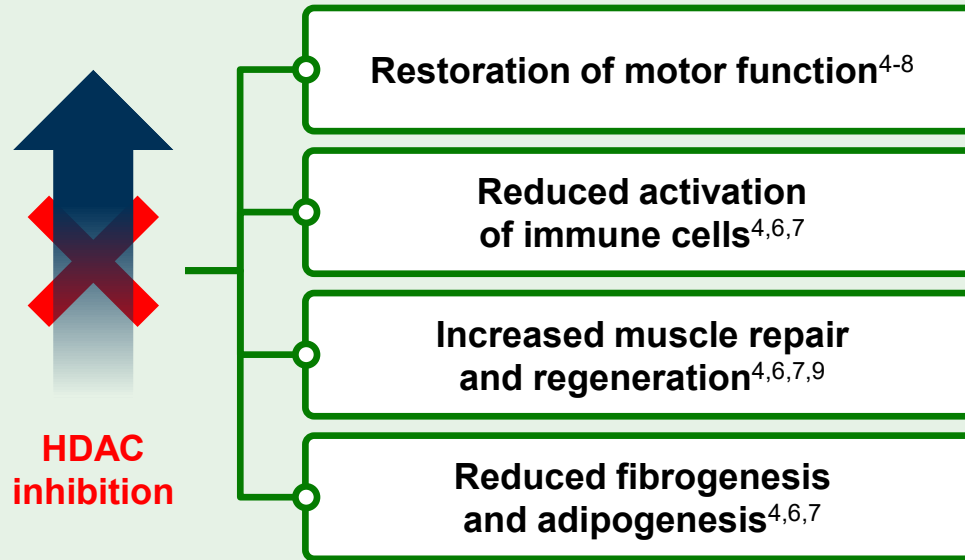 Restoration of motor function4-8
Reduced activation
of immune cells4,6,7
Increased muscle repair
and regeneration4,6,7,9
Reduced fibrogenesis
and adipogenesis4,6,7
HDAC
inhibition